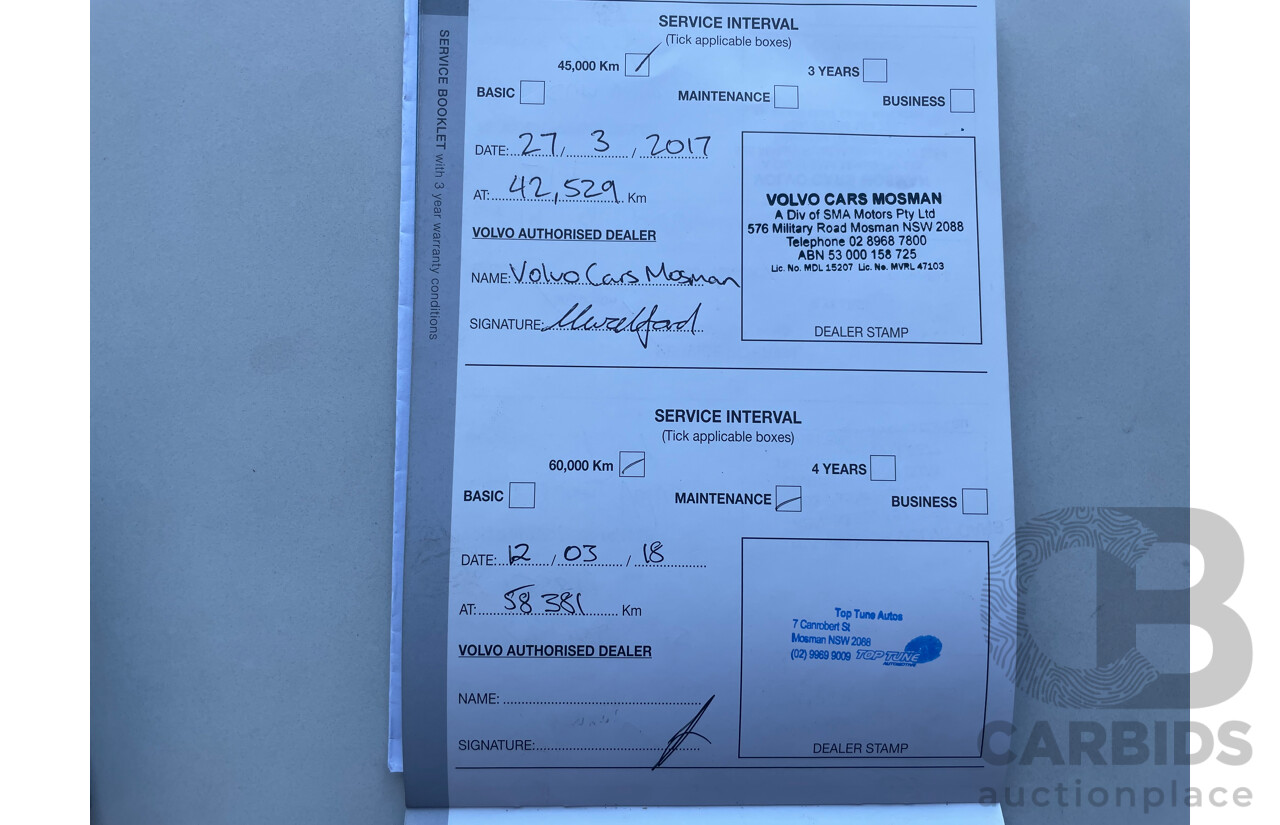 SERVICE BOOKLET with 3 year warranty conditions
SERVICE INTERVAL
(Tick applicable boxes)
45,000 Km
3 YEARS
BASIC
MAINTENANCE
BUSINESS
DATE: 27 / 3 / 2017
AT: 42,529 Km
VOLVO AUTHORISED DEALER
NAME: Volvo Cars Mosman
SIGNATURE:
VOLVO CARS MOSMAN
A Div of SMA Motors Pty Ltd
576 Military Road Mosman NSW 2088
Telephone 02 8968 7800
ABN 53 000 158 725
Lic. No. MDL 15207 Lic. No. MVRL 47103
DEALER STAMP
SERVICE INTERVAL
(Tick applicable boxes)
60,000 Km
4 YEARS
BASIC
MAINTENANCE
BUSINESS
DATE: 12 / 03 / 18
AT: 58 381 Km
VOLVO AUTHORISED DEALER
NAME:
SIGNATURE:
Top Tune Autos
7 Canrobert St
Mosman NSW 2088
(02) 9969 9009 TOP TUNE
AUTOMOTIVE
DEALER STAMP
CB
CARBIDS
auctionplace